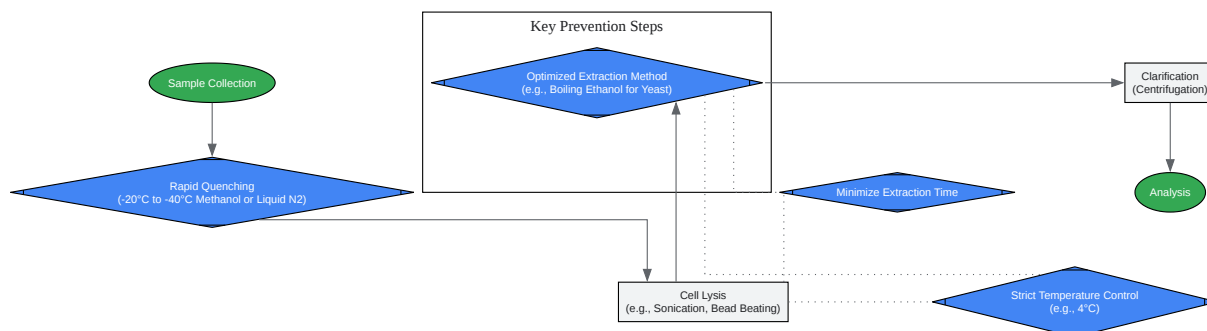 Key Prevention Steps
Sample Collection
Optimized Extraction Method
(e.g., Boiling Ethanol for Yeast)
Clarification
(Centrifugation)
Rapid Quenching
(-20°C to -40°C Methanol or Liquid N2)
Minimize Extraction Time
Analysis
Cell Lysis
(e.g., Sonication, Bead Beating)
Strict Temperature Control
(e.g., 4°C)